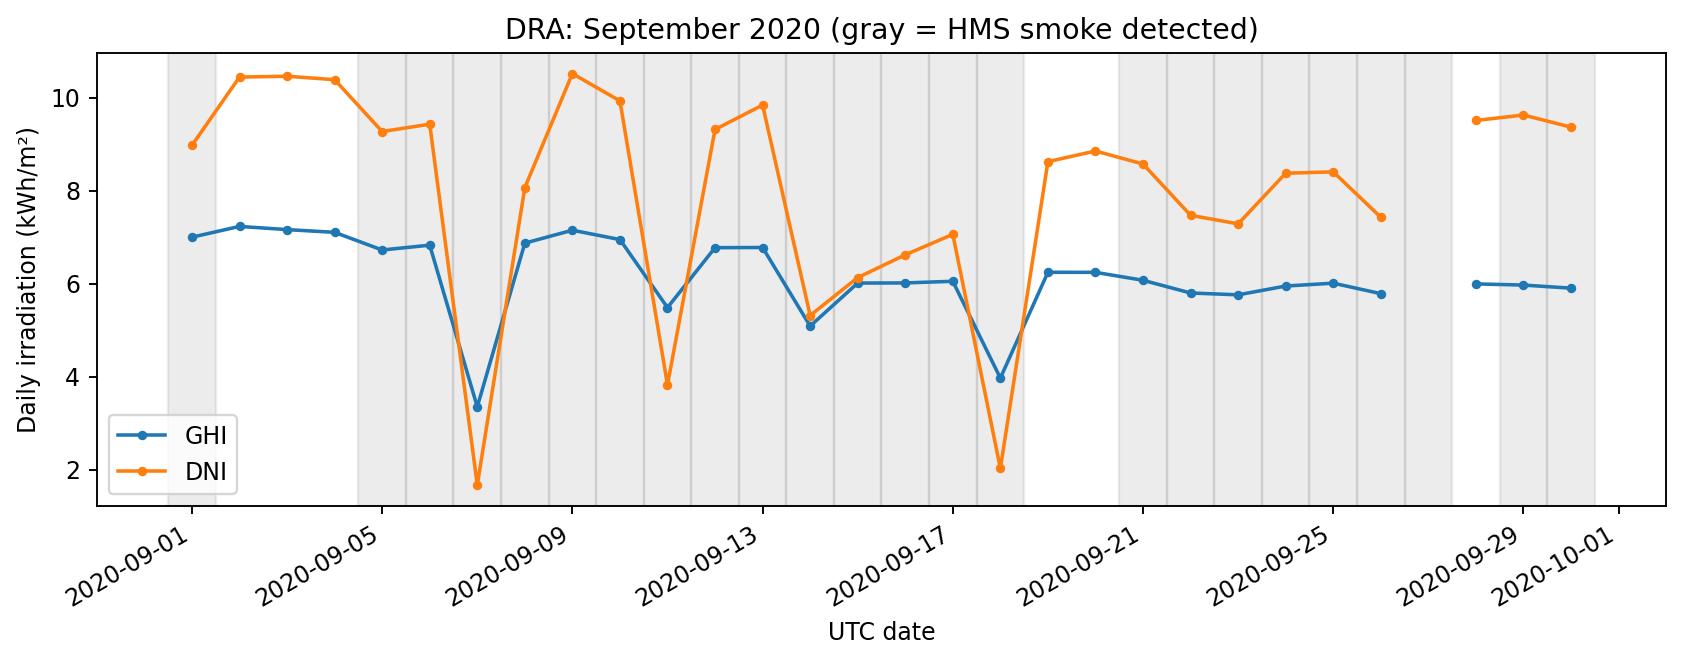 DRA: September 2020 (gray = HMS smoke detected)
Daily irradiation (kWh/m²)
10
8
6
4
2
GHI
DNI
2020-09-01
2020-09-05
2020-09-09
2020-09-13
2020-09-17
2020-09-21
2020-09-25
2020-09-29
2020-10-01
UTC date